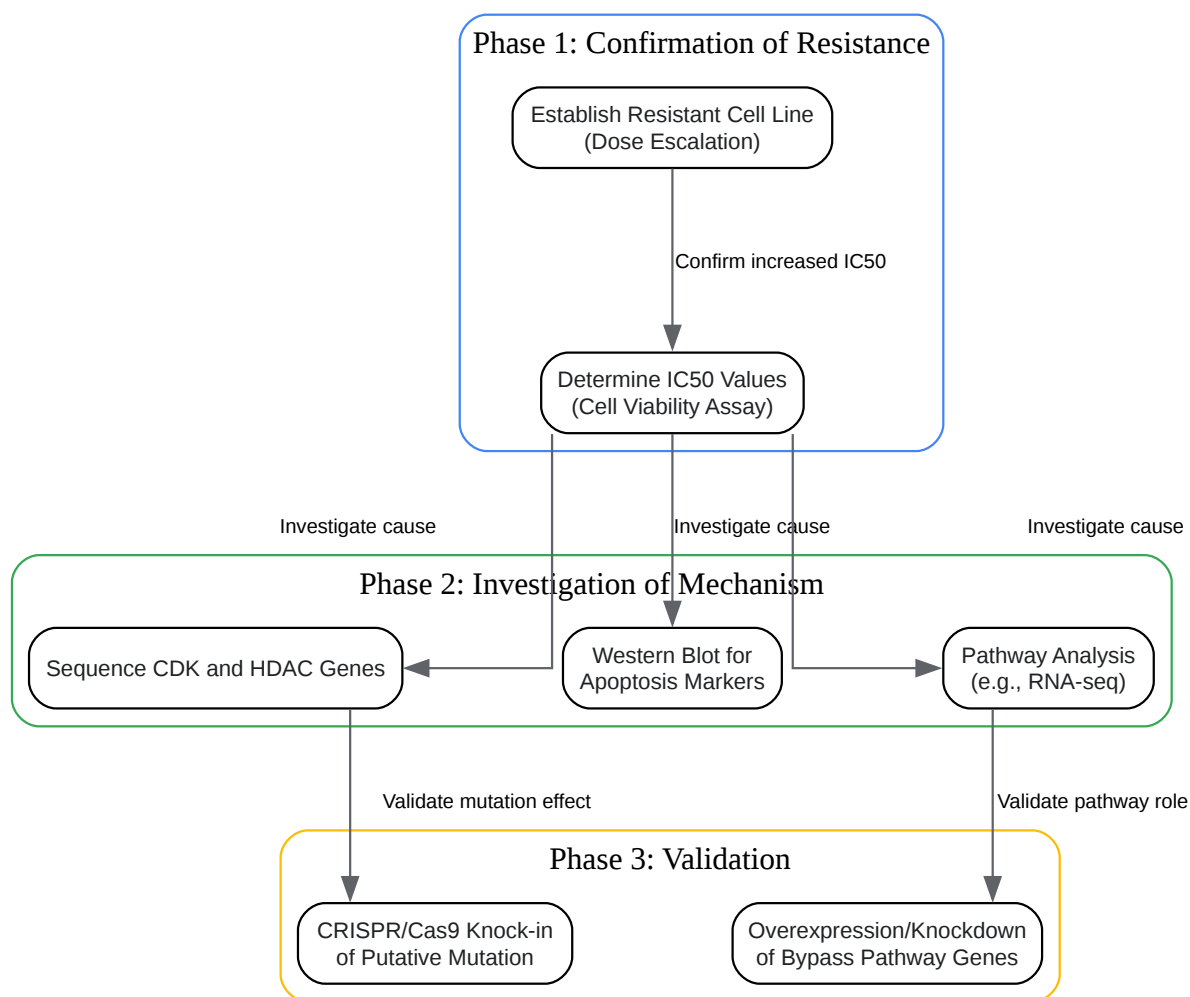 Phase 1: Confirmation of Resistance
Establish Resistant Cell Line
(Dose Escalation)
Confirm increased IC50
Determine IC50 Values
(Cell Viability Assay)
Investigate cause
Investigate cause
Investigate cause
Phase 2: Investigation of Mechanism
Sequence CDK and HDAC Genes
Western Blot for
Apoptosis Markers
Pathway Analysis
(e.g., RNA-seq)
Validate mutation effect
Validate pathway role
Phase 3: Validation
CRISPR/Cas9 Knock-in
of Putative Mutation
Overexpression/Knockdown
of Bypass Pathway Genes